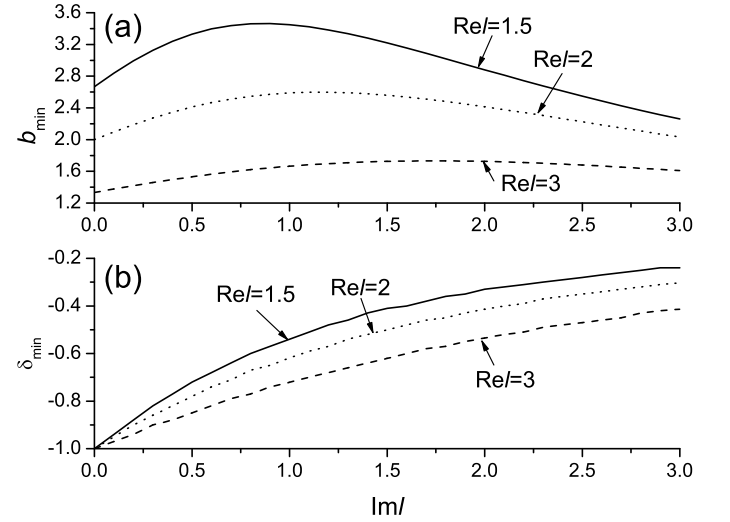 3.6
(a)
Rel=1.5
3.2
Rel=2
2.8
2.4
b_min
2.0
1.6
Rel=3
1.2
0.0 0.5 1.0 1.5 2.0 2.5 3.0
-0.2
(b)
Rel=1.5
Rel=2
-0.4
δ_min
-0.6
Rel=3
-0.8
-1.0
0.0 0.5 1.0 1.5 2.0 2.5 3.0
Iml